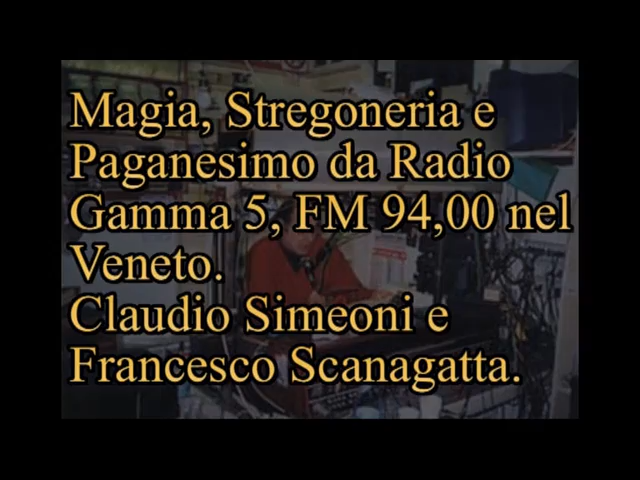 Magia, Stregoneria e
Paganesimo da Radio
Gamma 5, FM 94,00 nel
Veneto.
Claudio Simeoni e
Francesco Scanagatta.